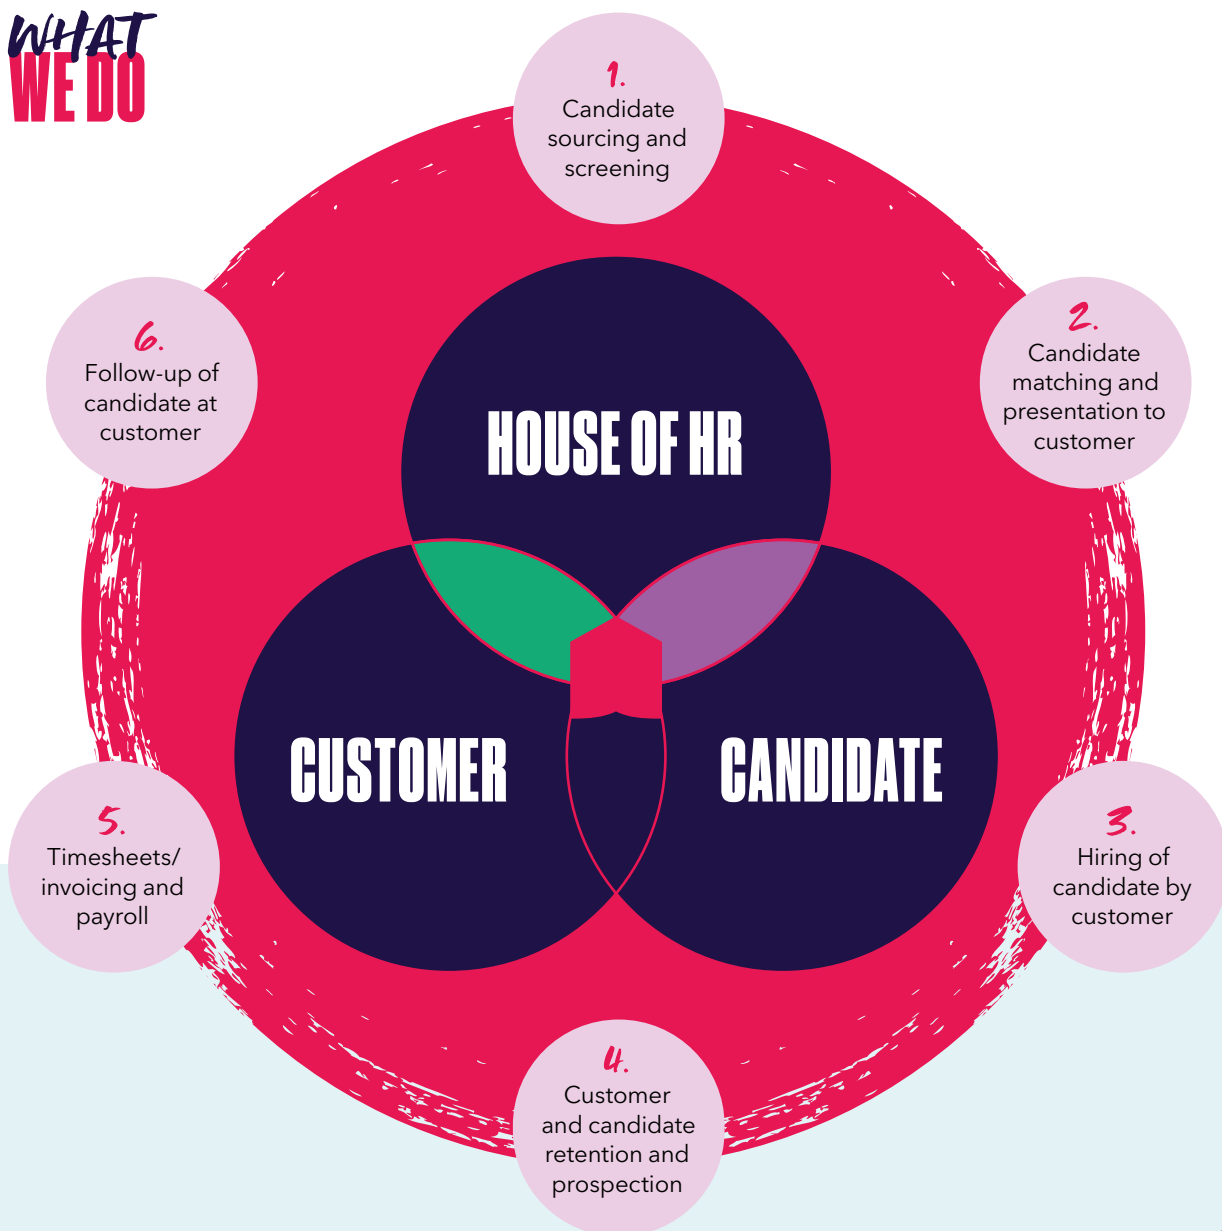 WHAT
WE DO
1.
Candidate
sourcing and
screening
2.
Candidate
matching and
presentation to
customer
3.
Hiring of
candidate by
customer
4.
Customer
and candidate
retention and
prospection
5.
Timesheets/
invoicing and
payroll
6.
Follow-up of
candidate at
customer
HOUSE OF HR
CUSTOMER
CANDIDATE